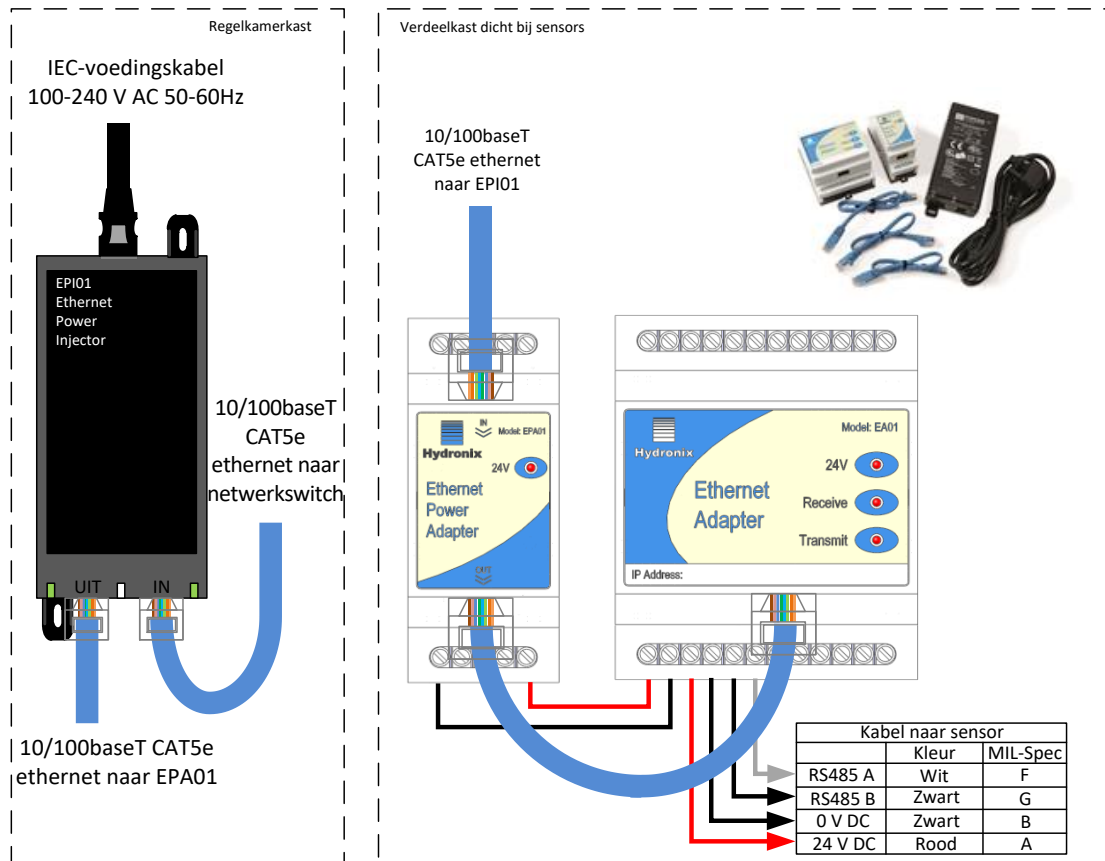 Regelkamerkast
IEC-voedingskabel
100-240 V AC 50-60Hz
EPI01
Ethernet
Power
Injector
10/100baseT
CAT5e
ethernet naar
netwerkswitch
UIT
IN
10/100baseT CAT5e
ethernet naar EPA01
Verdeelkast dicht bij sensors
10/100baseT
CAT5e ethernet
naar EPI01
IN
Model: EPA01
Hydronix
24V
Ethernet
Power
Adapter
OUT
Hydronix
Model: EA01
24V
Ethernet
Adapter
Receive
Transmit
IP Address:
Kabel naar sensor
Kleur MIL-Spec
RS485 A Wit F
RS485 B Zwart G
0 V DC Zwart B
24 V DC Rood A